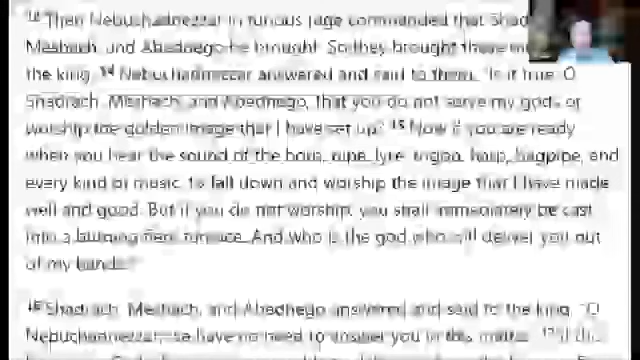 13 Then Nebuchadnezzar in furious rage commanded that Shad
Meshach, and Abednego be brought. So they brought these
the king. 14 Nebuchadnezzar answered and said to them, "Is it true, O
Shadrach, Meshach, and Abednego, that you do not serve my gods or
worship the golden image that I have set up? 15 Now if you are ready
when you hear the sound of the horn, pipe, lyre, trigon, harp, bagpipe, and
every kind of music, to fall down and worship the image that I have made,
well and good. But if you do not worship, you shall immediately be cast
into a burning fiery furnace. And who is the god who will deliver you out
of my hands?"
16 Shadrach, Meshach, and Abednego answered and said to the king, "O
Nebuchadnezzar, we have no need to answer you in this matter.